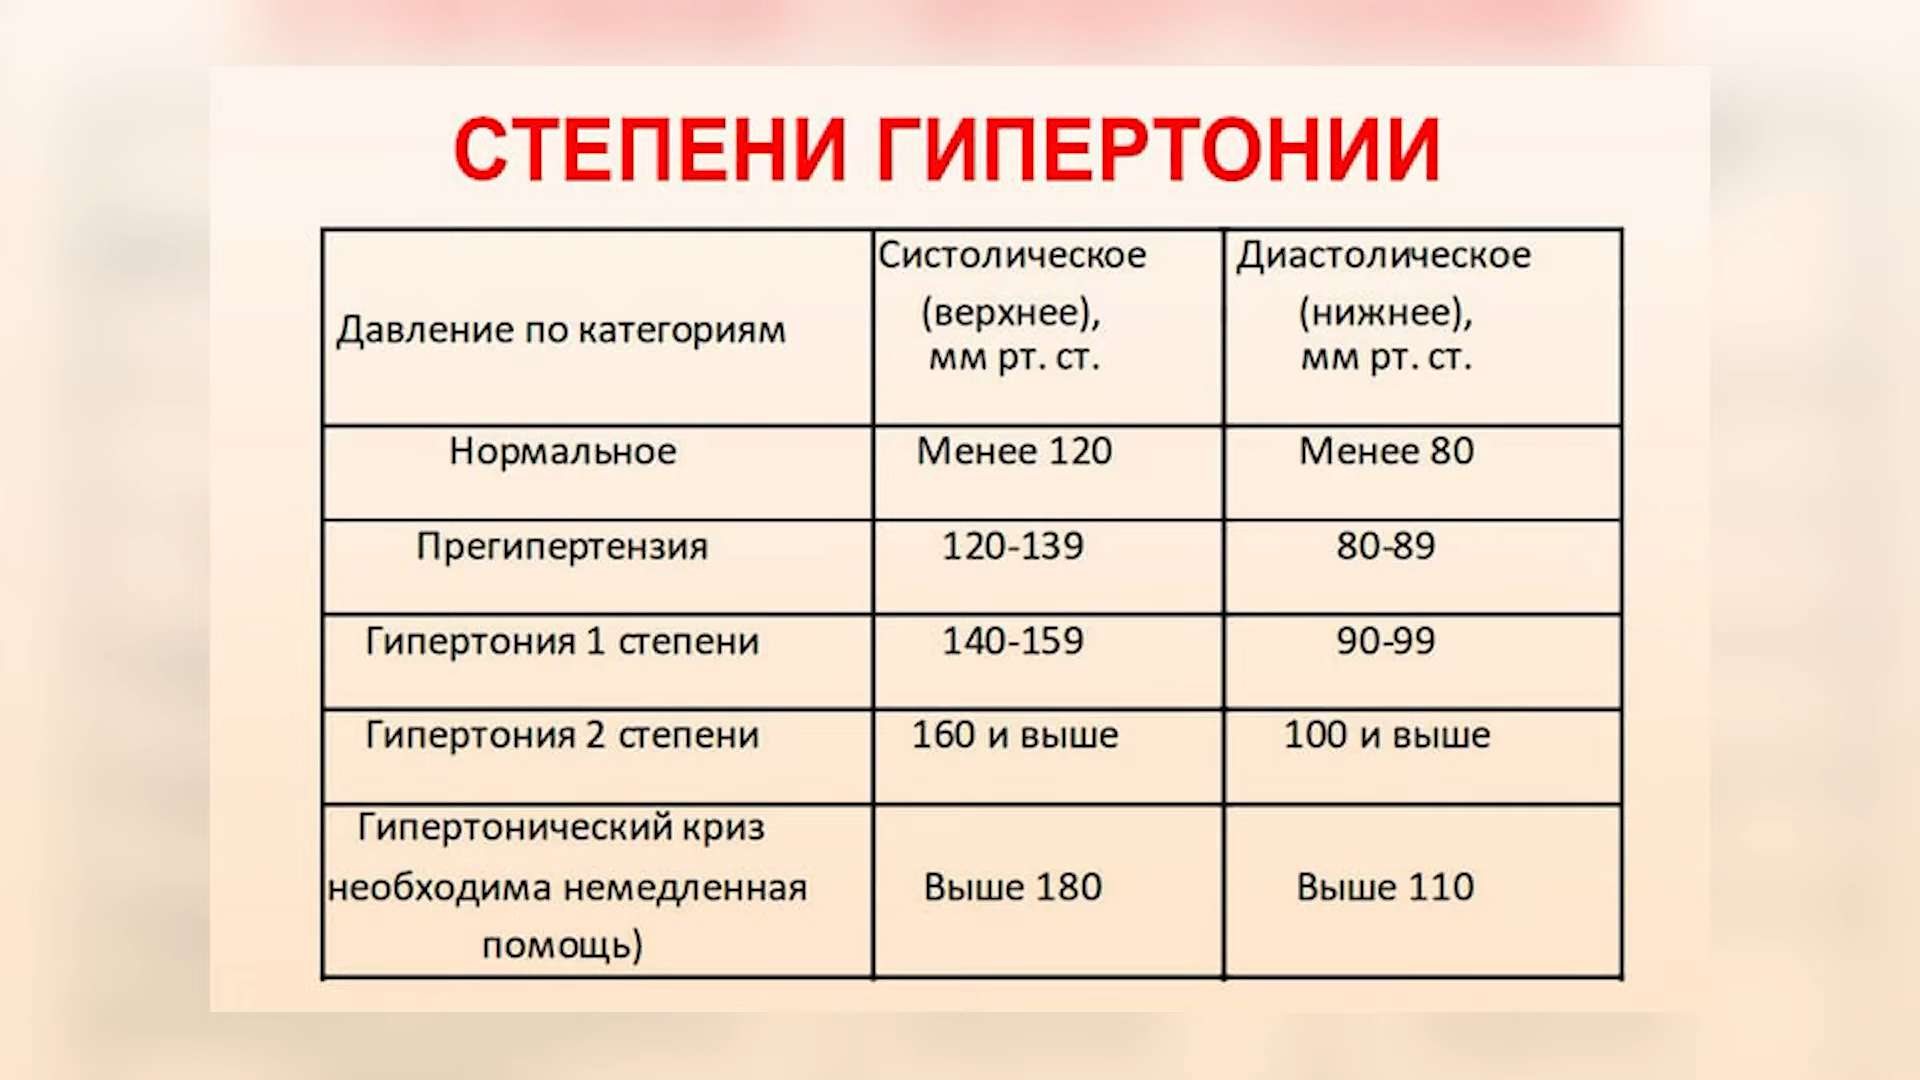 СТЕПЕНИ ГИПЕРТОНИИ
Давление по категориям
Систолическое
(верхнее),
мм рт. ст.
Диастолическое
(нижнее),
мм рт. ст.
Нормальное
Менее 120
Менее 80
Прегипертензия
120-139
80-89
Гипертония 1 степени
140-159
90-99
Гипертония 2 степени
160 и выше
100 и выше
Гипертонический криз
необходима немедленная
помощь)
Выше 180
Выше 110